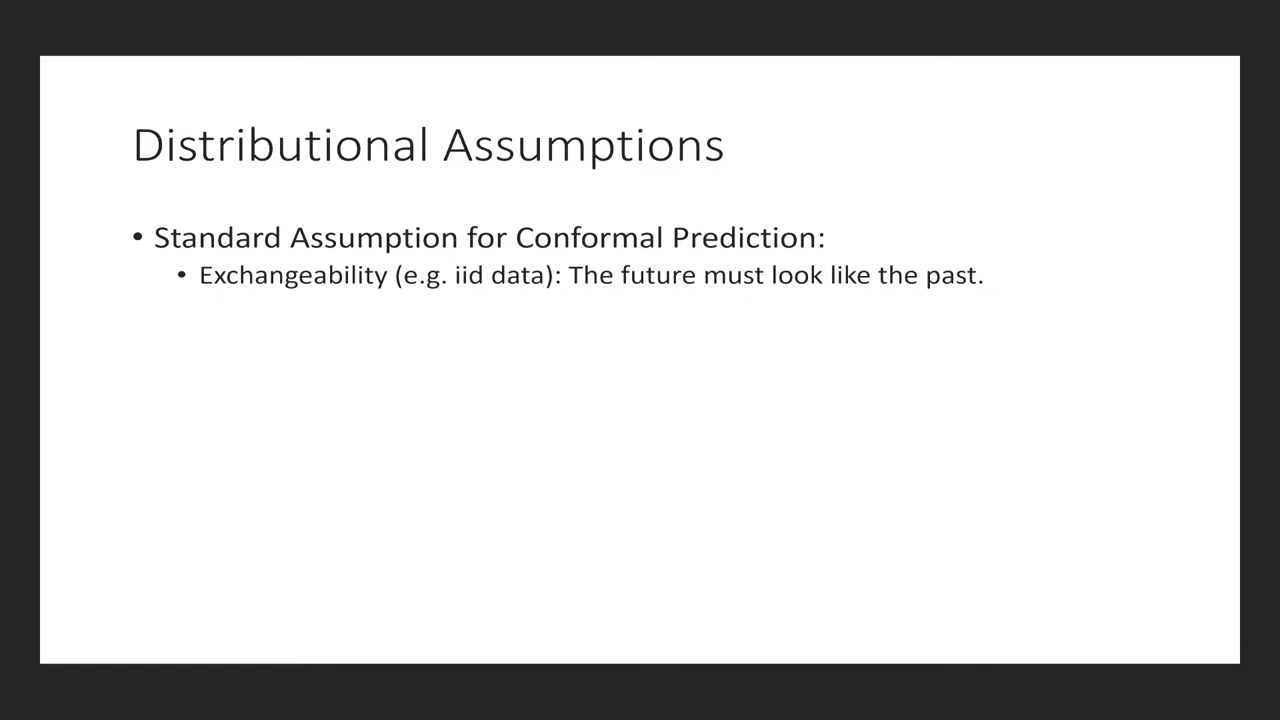 Distributional Assumptions
• Standard Assumption for Conformal Prediction:
• Exchangeability (e.g. iid data): The future must look like the past.